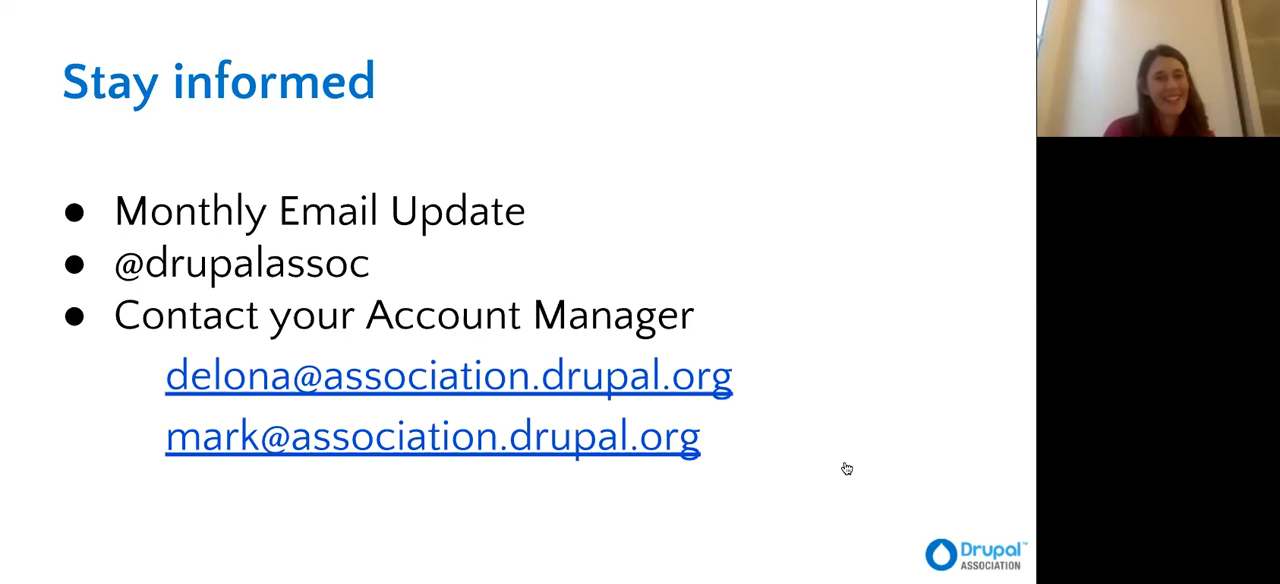 Stay informed
● Monthly Email Update
● @drupalassoc
● Contact your Account Manager
delona@association.drupal.org
mark@association.drupal.org
Drupal™
ASSOCIATION